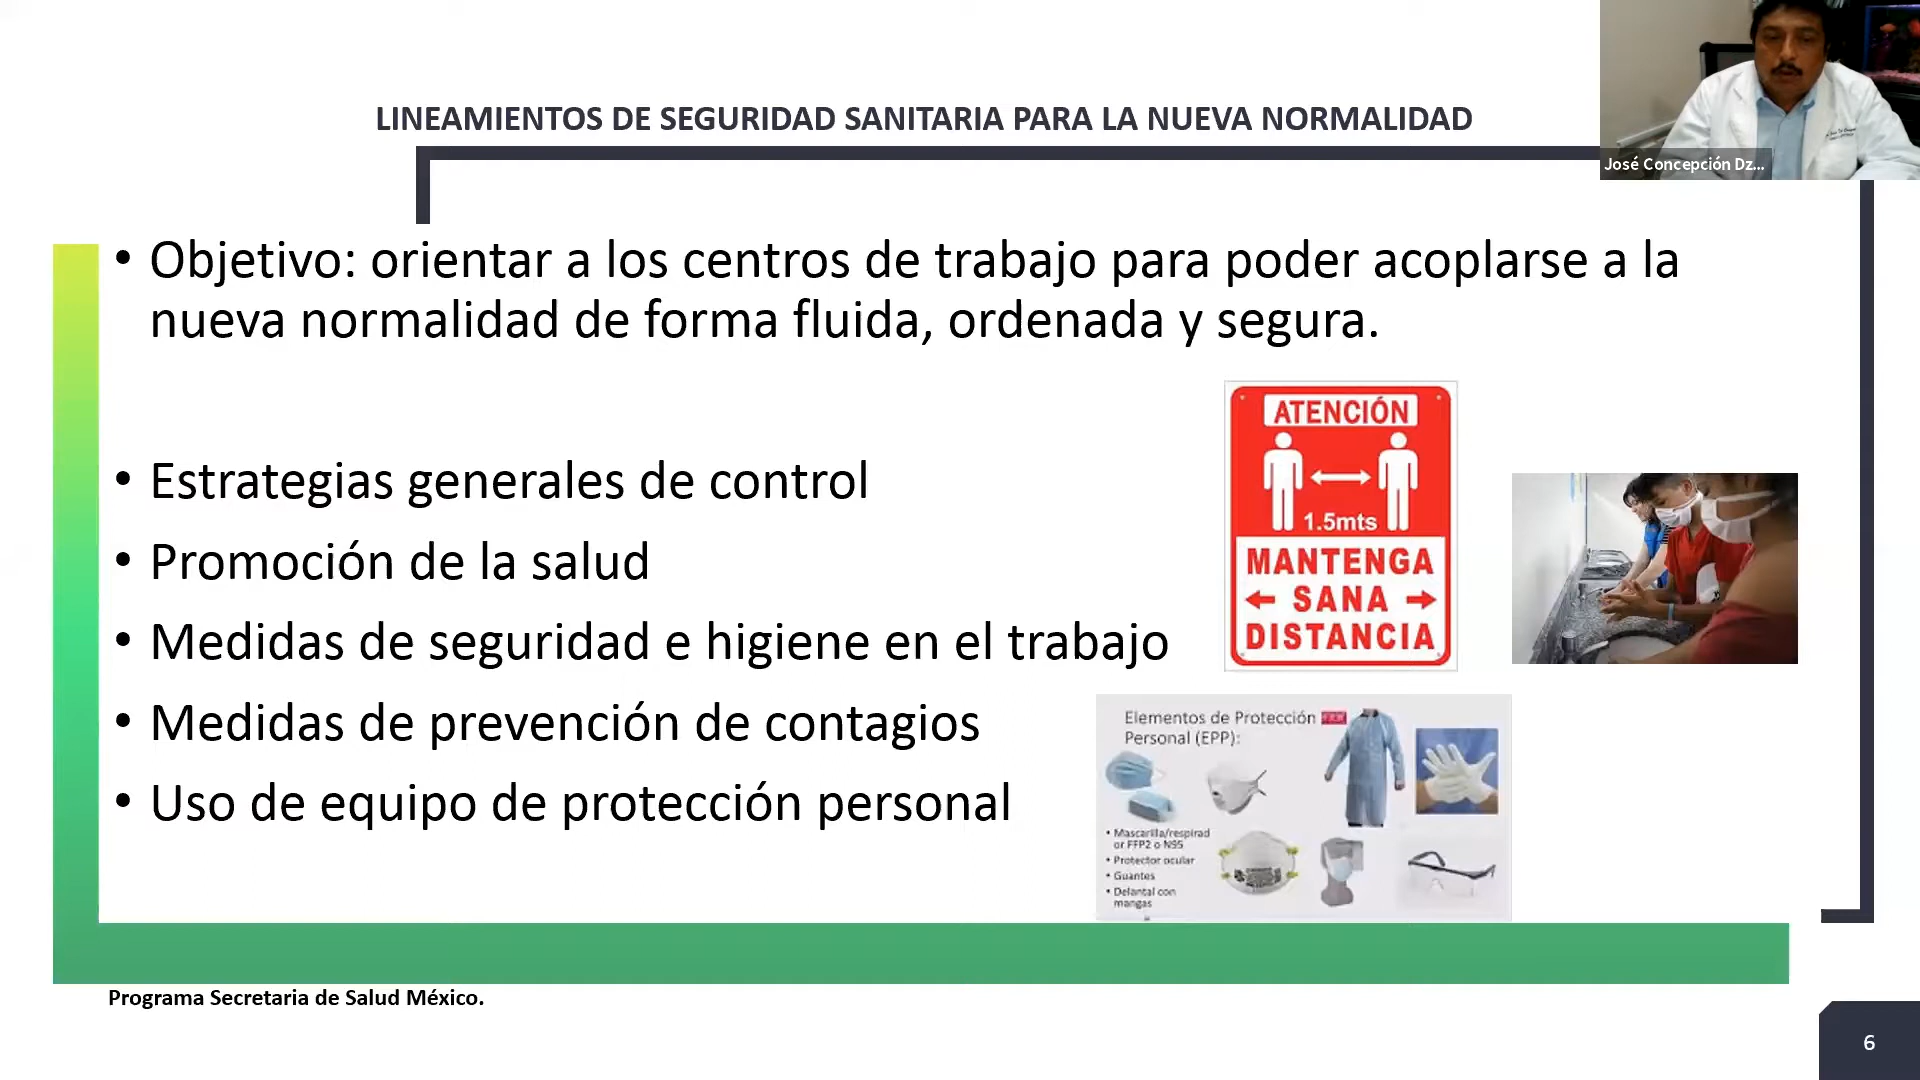 LINEAMIENTOS DE SEGURIDAD SANITARIA PARA LA NUEVA NORMALIDAD
José Concepción Dz...
• Objetivo: orientar a los centros de trabajo para poder acoplarse a la
nueva normalidad de forma fluida, ordenada y segura.
• Estrategias generales de control
• Promoción de la salud
• Medidas de seguridad e higiene en el trabajo
• Medidas de prevención de contagios
• Uso de equipo de protección personal
ATENCIÓN
1.5mts
MANTENGA
SANA
DISTANCIA
Elementos de Protección
Personal (EPP):
• Mascarilla/respirad
or FFP2 o N95
• Protector ocular
• Guantes
• Delantal con
mangas
Programa Secretaria de Salud México.
6